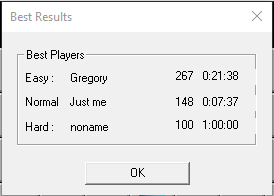 Best Results
Best Players
Easy : Gregory 267 0:21:38
Normal Just me 148 0:07:37
Hard : noname 100 1:00:00
OK